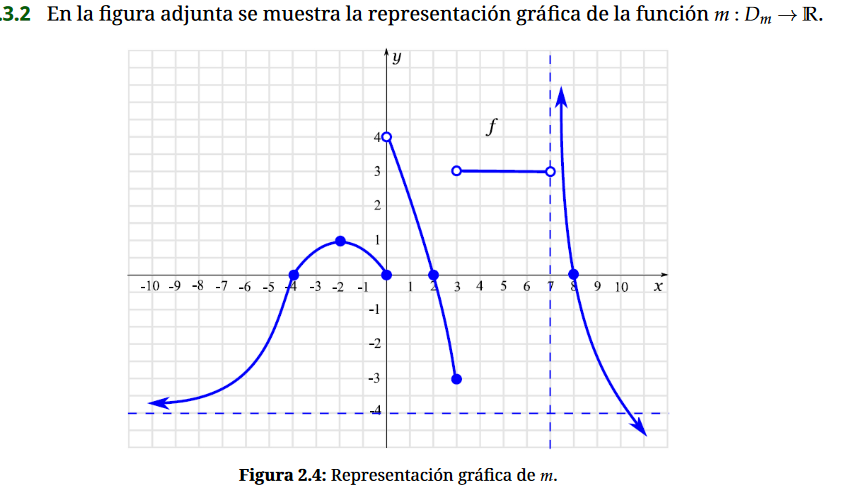 .3.2 En la figura adjunta se muestra la representación gráfica de la función m : Dₘ → ℝ.
y
4
f
3
2
1
-10 -9 -8 -7 -6 -5 -4 -3 -2 -1 1 2 3 4 5 6 7 8 9 10 x
-1
-2
-3
-4
Figura 2.4: Representación gráfica de m.